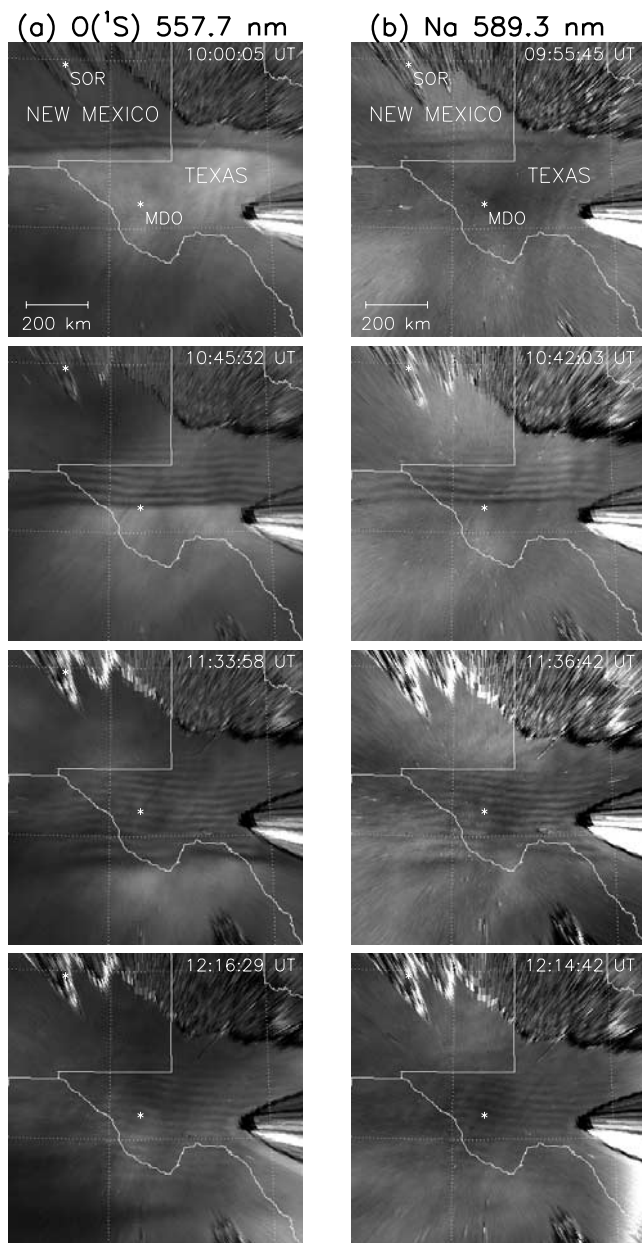 (a) O(¹S) 557.7 nm
(b) Na 589.3 nm
10:00:05 UT
SOR
NEW MEXICO
TEXAS
MDO
200 km
09:55:45 UT
SOR
NEW MEXICO
TEXAS
MDO
200 km
10:45:32 UT
10:42:03 UT
11:33:58 UT
11:36:42 UT
12:16:29 UT
12:14:42 UT